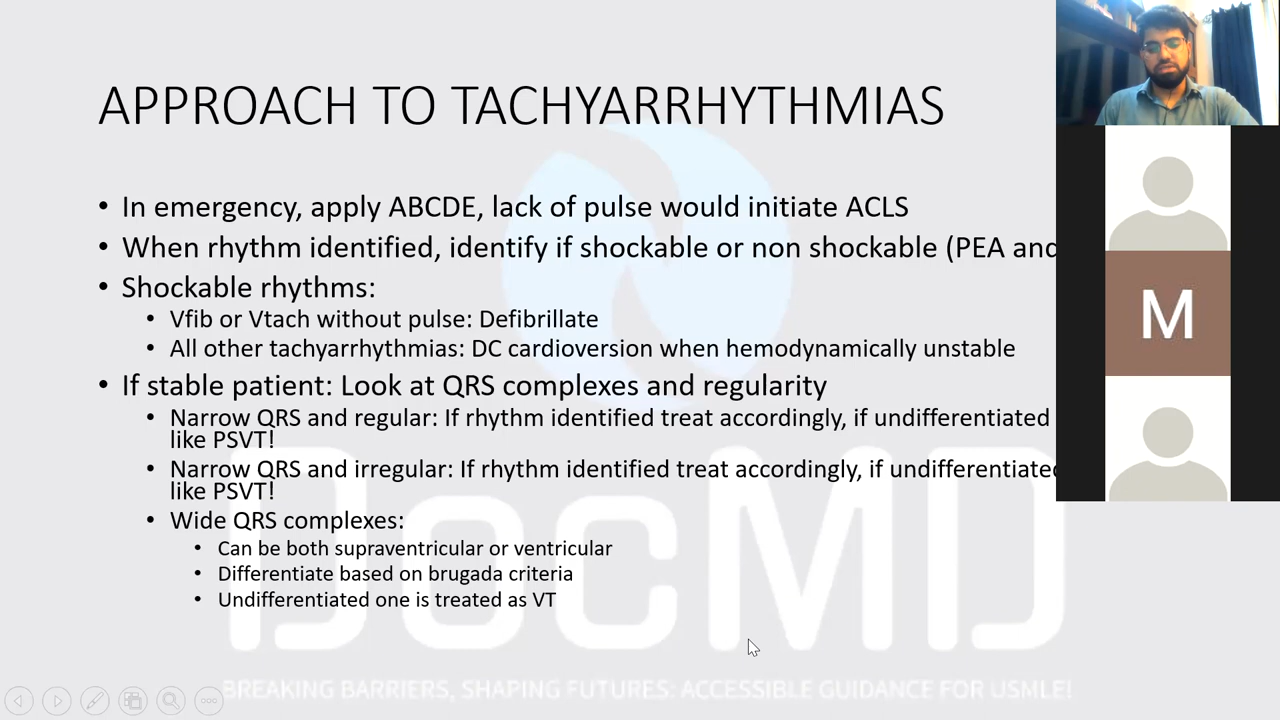 APPROACH TO TACHYARRHYTHMIAS
• In emergency, apply ABCDE, lack of pulse would initiate ACLS
• When rhythm identified, identify if shockable or non shockable (PEA and
• Shockable rhythms:
• Vfib or Vtach without pulse: Defibrillate
• All other tachyarrhythmias: DC cardioversion when hemodynamically unstable
• If stable patient: Look at QRS complexes and regularity
• Narrow QRS and regular: If rhythm identified treat accordingly, if undifferentiated
like PSVT!
• Narrow QRS and irregular: If rhythm identified treat accordingly, if undifferentiated
like PSVT!
• Wide QRS complexes:
• Can be both supraventricular or ventricular
• Differentiate based on brugada criteria
• Undifferentiated one is treated as VT
DocMD
BREAKING BARRIERS, SHAPING FUTURES: ACCESSIBLE GUIDANCE FOR USMLE!
M